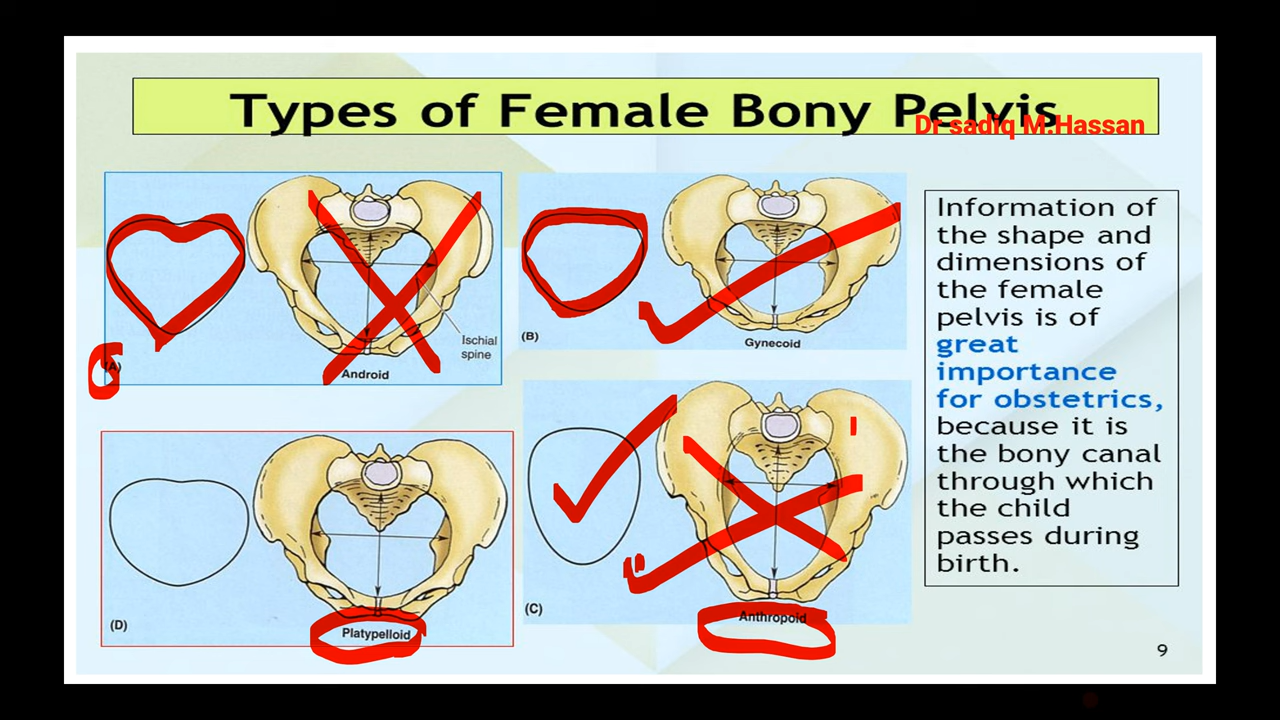 Types of Female Bony Pelvis
Dr sadiq M.Hassan
Ischial
spine
(A)
Android
(B)
Gynecoid
(D)
Platypelloid
(C)
Anthropoid
Information of
the shape and
dimensions of
the female
pelvis is of
great
importance
for obstetrics,
because it is
the bony canal
through which
the child
passes during
birth.
9